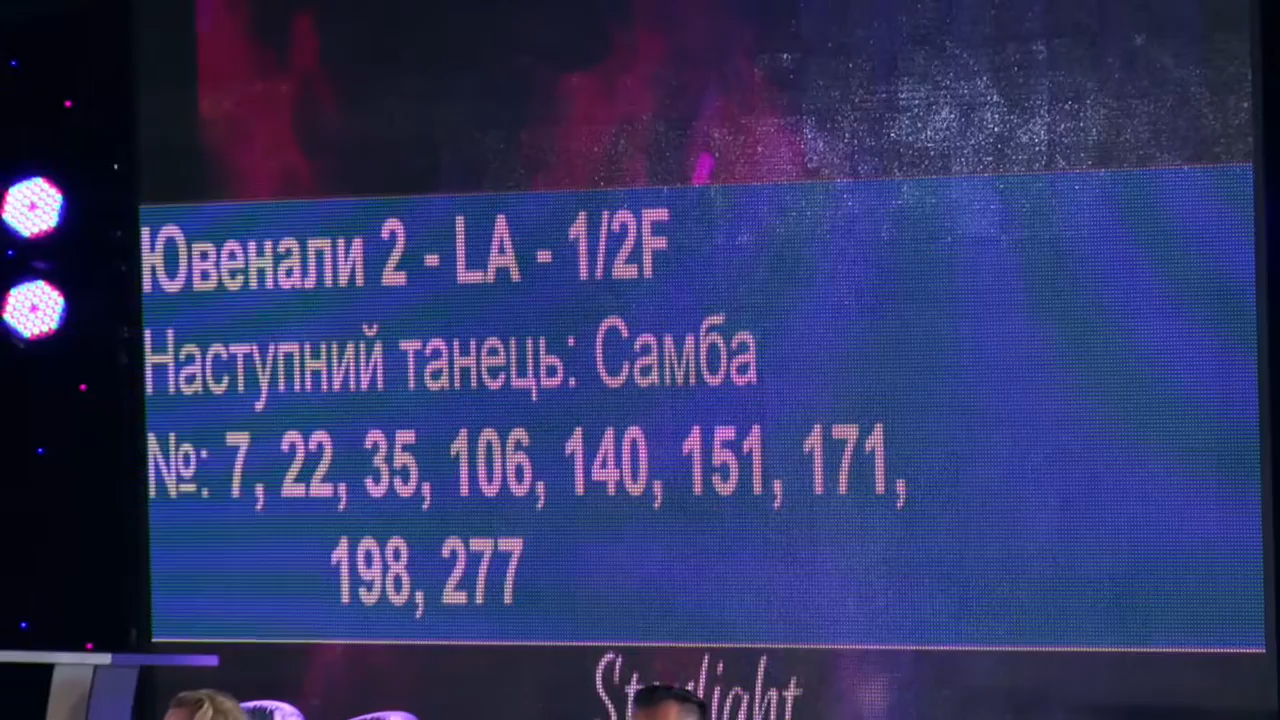 Ювенали 2 - LA - 1/2F
Наступний танець: Самба
№: 7, 22, 35, 106, 140, 151, 171,
198, 277